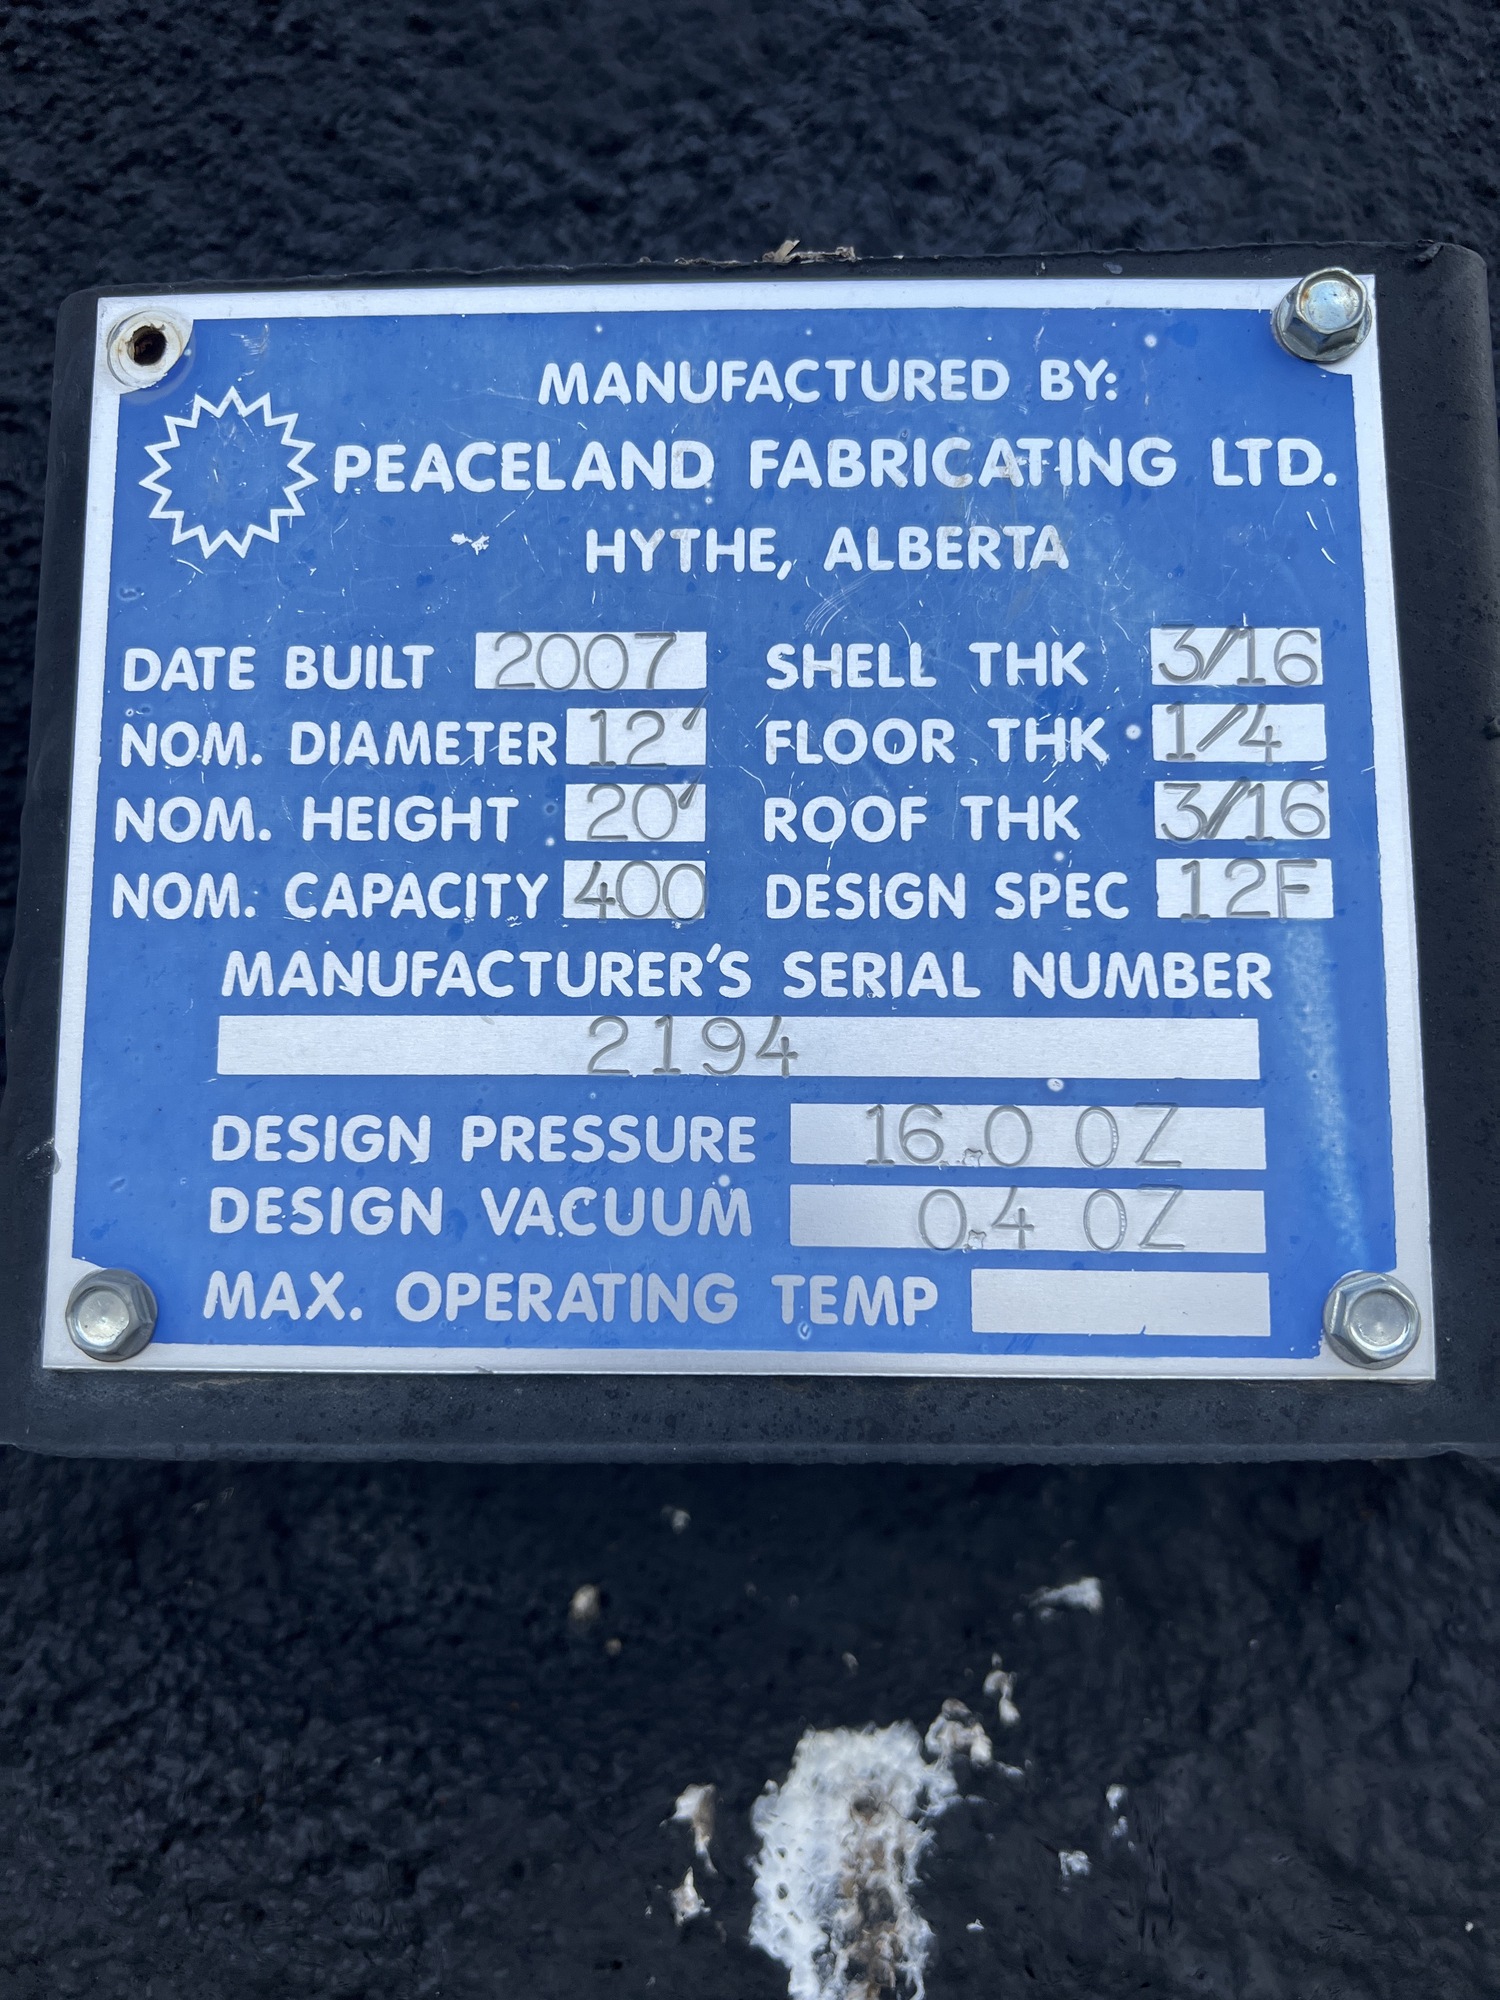 MANUFACTURED BY:
PEACELAND FABRICATING LTD.
HYTHE, ALBERTA
DATE BUILT 2007 SHELL THK 3/16
NOM. DIAMETER 12' FLOOR THK 1/4
NOM. HEIGHT 20' ROOF THK 3/16
NOM. CAPACITY 400 DESIGN SPEC 12F
MANUFACTURER'S SERIAL NUMBER
2194
DESIGN PRESSURE 16.0 OZ
DESIGN VACUUM 0.4 OZ
MAX. OPERATING TEMP